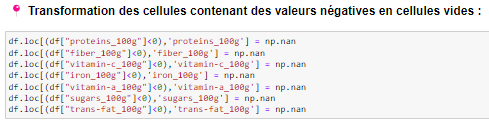 Transformation des cellules contenant des valeurs négatives en cellules vides :
df.loc[(df["proteins_100g"]<0),'proteins_100g'] = np.nan
df.loc[(df["fiber_100g"]<0),'fiber_100g'] = np.nan
df.loc[(df["vitamin-c_100g"]<0),'vitamin-c_100g'] = np.nan
df.loc[(df["iron_100g"]<0),'iron_100g'] = np.nan
df.loc[(df["vitamin-a_100g"]<0),'vitamin-a_100g'] = np.nan
df.loc[(df["sugars_100g"]<0),'sugars_100g'] = np.nan
df.loc[(df["trans-fat_100g"]<0),'trans-fat_100g'] = np.nan